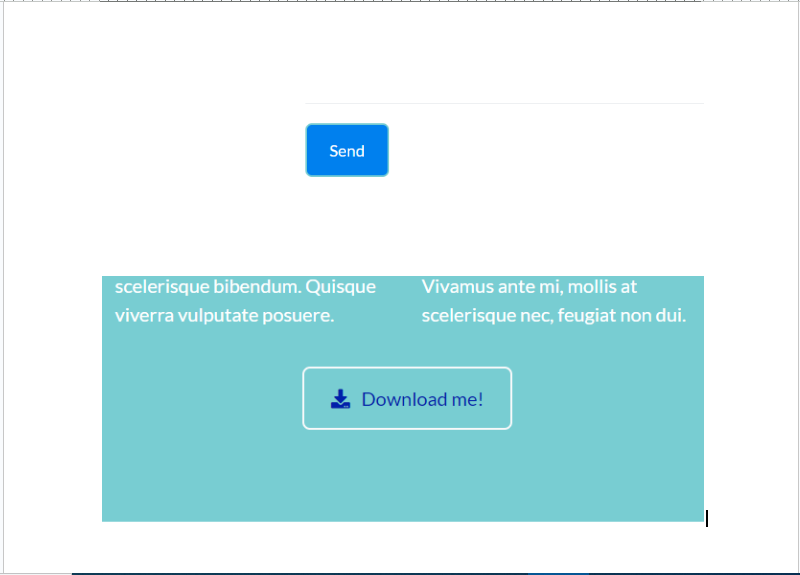 Send
scelerisque bibendum. Quisque
viverra vulputate posuere.
Vivamus ante mi, mollis at
scelerisque nec, feugiat non dui.
Download me!